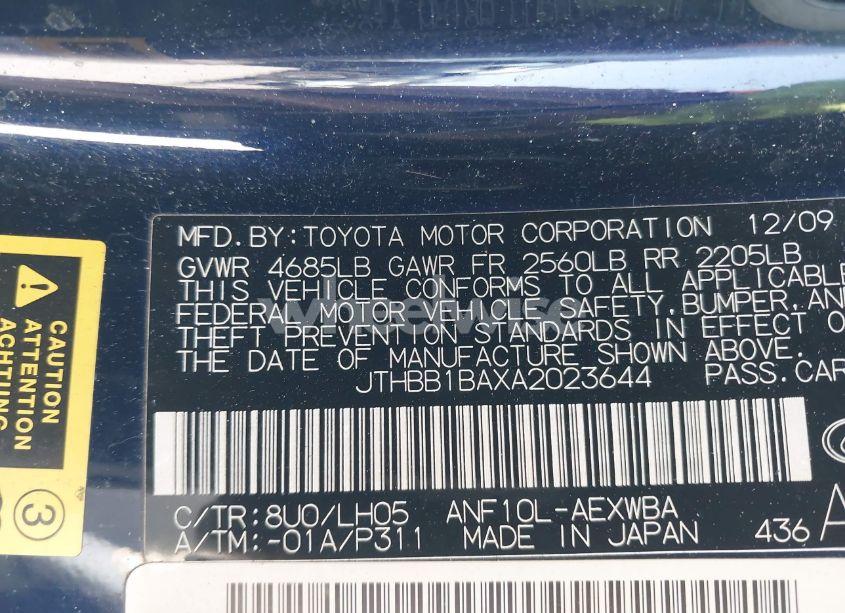 MFD.BY:TOYOTA MOTOR CORPORATION 12/09
GVWR 4685LB GAWR FR 2560LB RR 2205LB
THIS VEHICLE CONFORMS TO ALL APPLICABLE
FEDERAL MOTOR VEHICLE SAFETY,BUMPER,AND
THEFT PREVENTION STANDARDS IN EFFECT O
THE DATE OF MANUFACTURE SHOWN ABOVE.
JTHBB1BAXA2023644 PASS.CAR
C/TR:8U0/LH05 ANF10L-AEXWBA
A/TM:-01A/P311 MADE IN JAPAN 436 A
CAUTION
ATTENTION
ACHTUNG
3